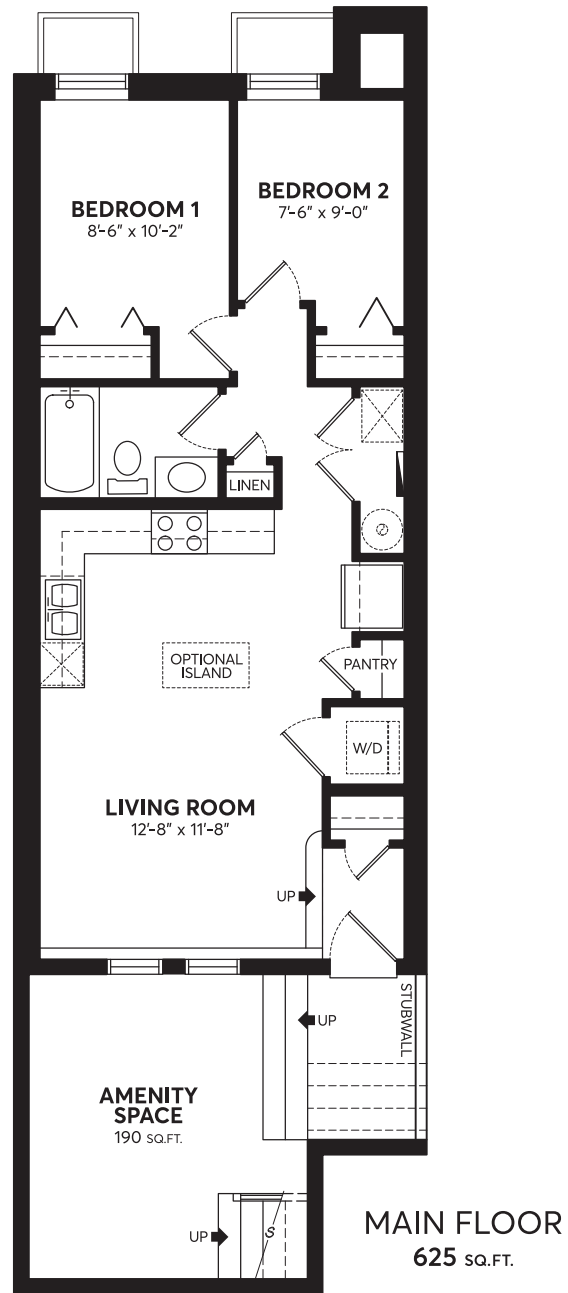 BEDROOM 1
8'-6" x 10'-2"
BEDROOM 2
7'-6" x 9'-0"
LINEN
OPTIONAL
ISLAND
PANTRY
W/D
LIVING ROOM
12'-8" x 11'-8"
UP
UP
STUBWALL
AMENITY
SPACE
190 SQ.FT.
UP
S
MAIN FLOOR
625 SQ.FT.